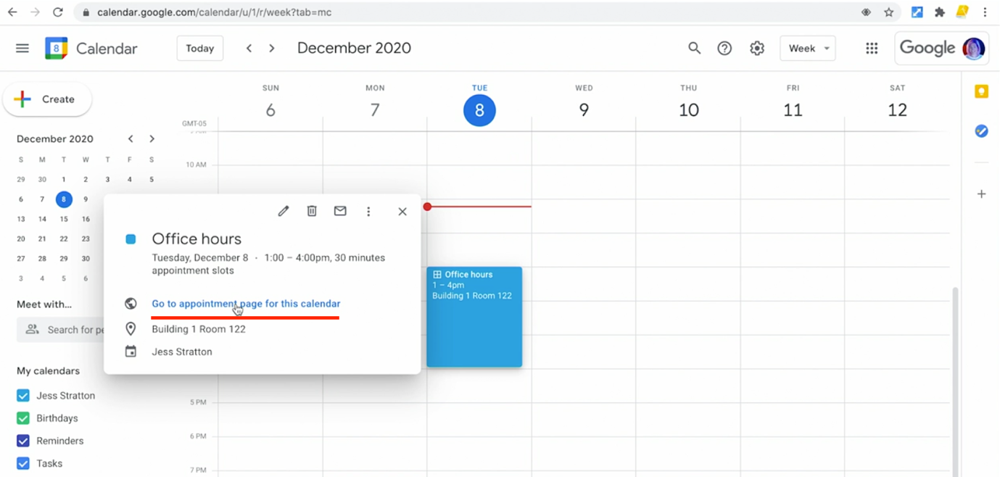 calendar.google.com/calendar/u/1/r/week?tab=mc
8 Calendar Today December 2020 Week Google
Create
SUN MON TUE WED THU FRI SAT
6 7 8 9 10 11 12
GMT-05
December 2020
S M T W T F S
29 30 1 2 3 4 5
6 7 8 9
13 14 15 16
20 21 22 23
27 28 29 30
3 4 5 6
Meet with...
Search for pe
My calendars
Jess Stratton
Birthdays
Reminders
Tasks
10 AM
Office hours
Tuesday, December 8 · 1:00 – 4:00pm, 30 minutes
appointment slots
Go to appointment page for this calendar
Building 1 Room 122
Jess Stratton
Office hours
1 – 4pm
Building 1 Room 122
5 PM
6 PM
7 PM